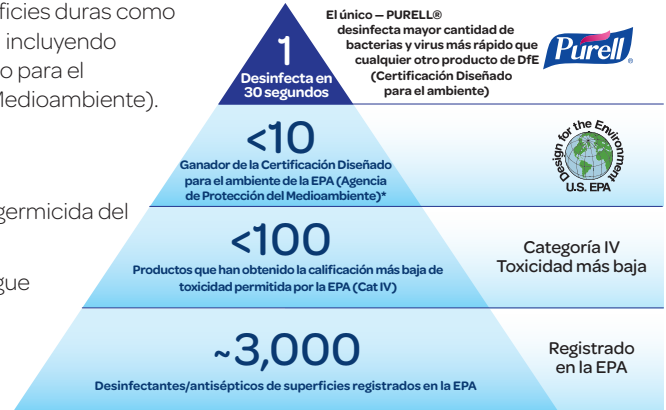 ficies duras como
incluyendo
o para el
Medioambiente).
germicida del
gue
1
Desinfecta en
30 segundos
El único — PURELL®
desinfecta mayor cantidad de
bacterias y virus más rápido que
cualquier otro producto de DfE
(Certificación Diseñado
para el ambiente)
Purell®
<10
Ganador de la Certificación Diseñado
para el ambiente de la EPA (Agencia
de Protección del Medioambiente)*
Design for the Environment
U.S. EPA
<100
Productos que han obtenido la calificación más baja de
toxicidad permitida por la EPA (Cat IV)
Categoría IV
Toxicidad más baja
~3,000
Desinfectantes/antisépticos de superficies registrados en la EPA
Registrado
en la EPA